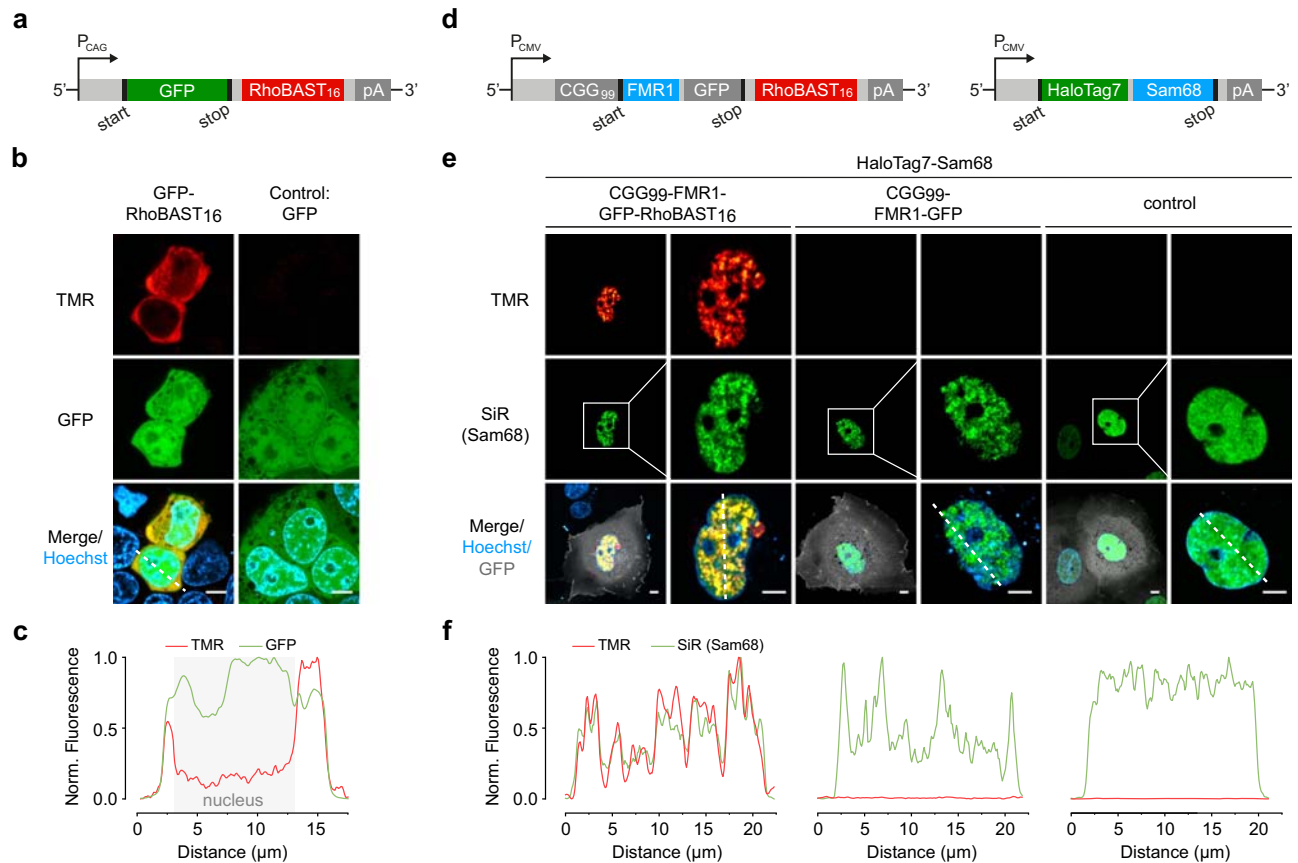 a
P_CAG
5' GFP RhoBAST₁₆ pA 3'
start stop
b
GFP-
RhoBAST₁₆
Control:
GFP
TMR
GFP
Merge/
Hoechst
c
TMR GFP
Norm. Fluorescence
1.0
0.5
0.0
nucleus
0 5 10 15
Distance (µm)
d
P_CMV
5' CGG₉₉ FMR1 GFP RhoBAST₁₆ pA 3'
start stop
P_CMV
5' HaloTag7 Sam68 pA 3'
start stop
e
HaloTag7-Sam68
CGG₉₉-FMR1-
GFP-RhoBAST₁₆
CGG₉₉-
FMR1-GFP
control
TMR
SiR
(Sam68)
Merge/
Hoechst/
GFP
f
TMR SiR (Sam68)
Norm. Fluorescence
1.0
0.5
0.0
0 5 10 15 20
Distance (µm)
0 5 10 15 20
Distance (µm)
0 5 10 15 20
Distance (µm)